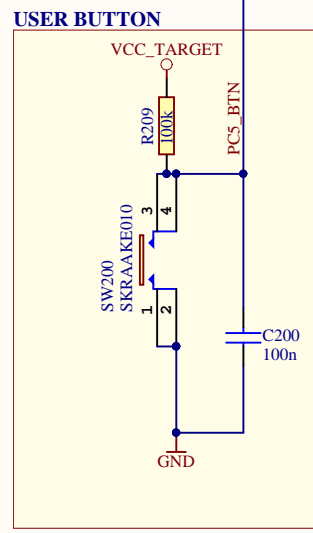 USER BUTTON
VCC_TARGET
R209
100k
PC5_BTN
3
4
SW200
SKRAAKE010
1
2
C200
100n
GND